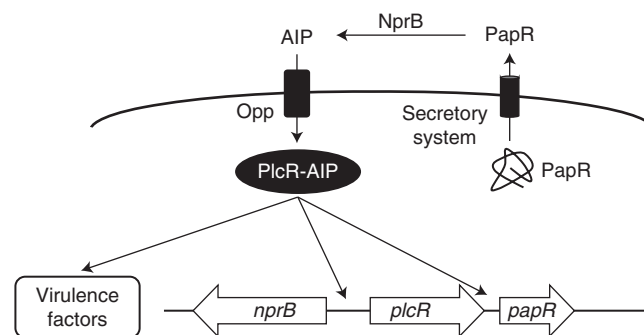 NprB
AIP
PapR
Opp
Secretory
system
PlcR-AIP
PapR
Virulence
factors
nprB
plcR
papR